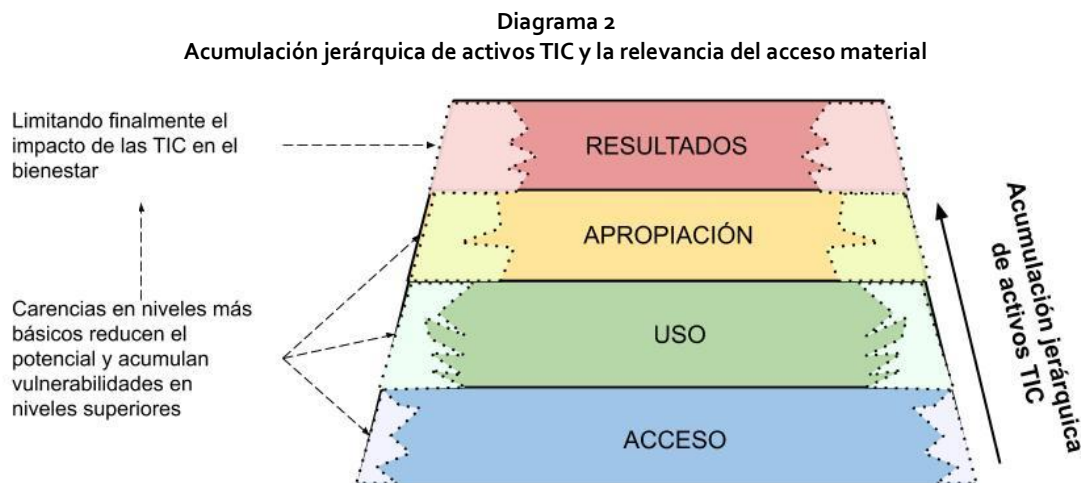 Diagrama 2
Acumulación jerárquica de activos TIC y la relevancia del acceso material
Limitando finalmente el
impacto de las TIC en el
bienestar
RESULTADOS
APROPIACIÓN
Carencias en niveles más
básicos reducen el
potencial y acumulan
vulnerabilidades en
niveles superiores
USO
ACCESO
Acumulación jerárquica
de activos TIC